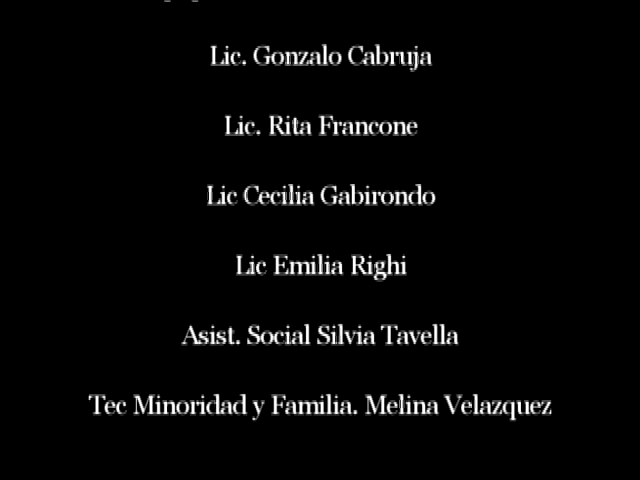 Lic. Gonzalo Cabruja
Lic. Rita Francone
Lic Cecilia Gabirondo
Lic Emilia Righi
Asist. Social Silvia Tavella
Tec Minoridad y Familia. Melina Velazquez